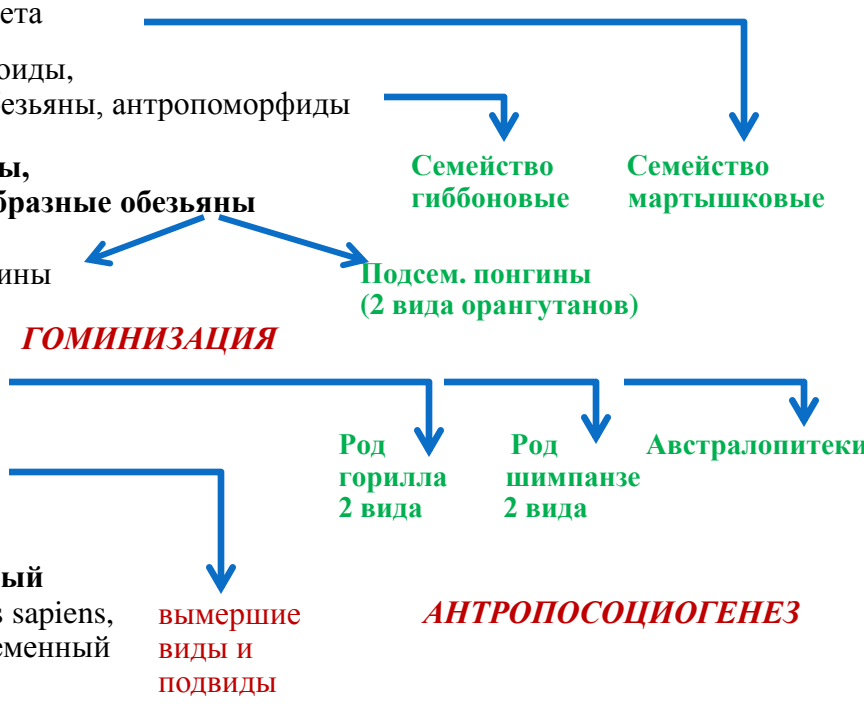 ета
оиды,
езьяны, антропоморфиды
Семейство
гиббоновые
Семейство
мартышковые
ы,
бразные обезьяны
ины
Подсем. понгины
(2 вида орангутанов)
ГОМИНИЗАЦИЯ
Род
горилла
2 вида
Род
шимпанзе
2 вида
Австралопитеки
ый
s sapiens,
еменный
вымершие
виды и
подвиды
АНТРОПОСОЦИОГЕНЕЗ